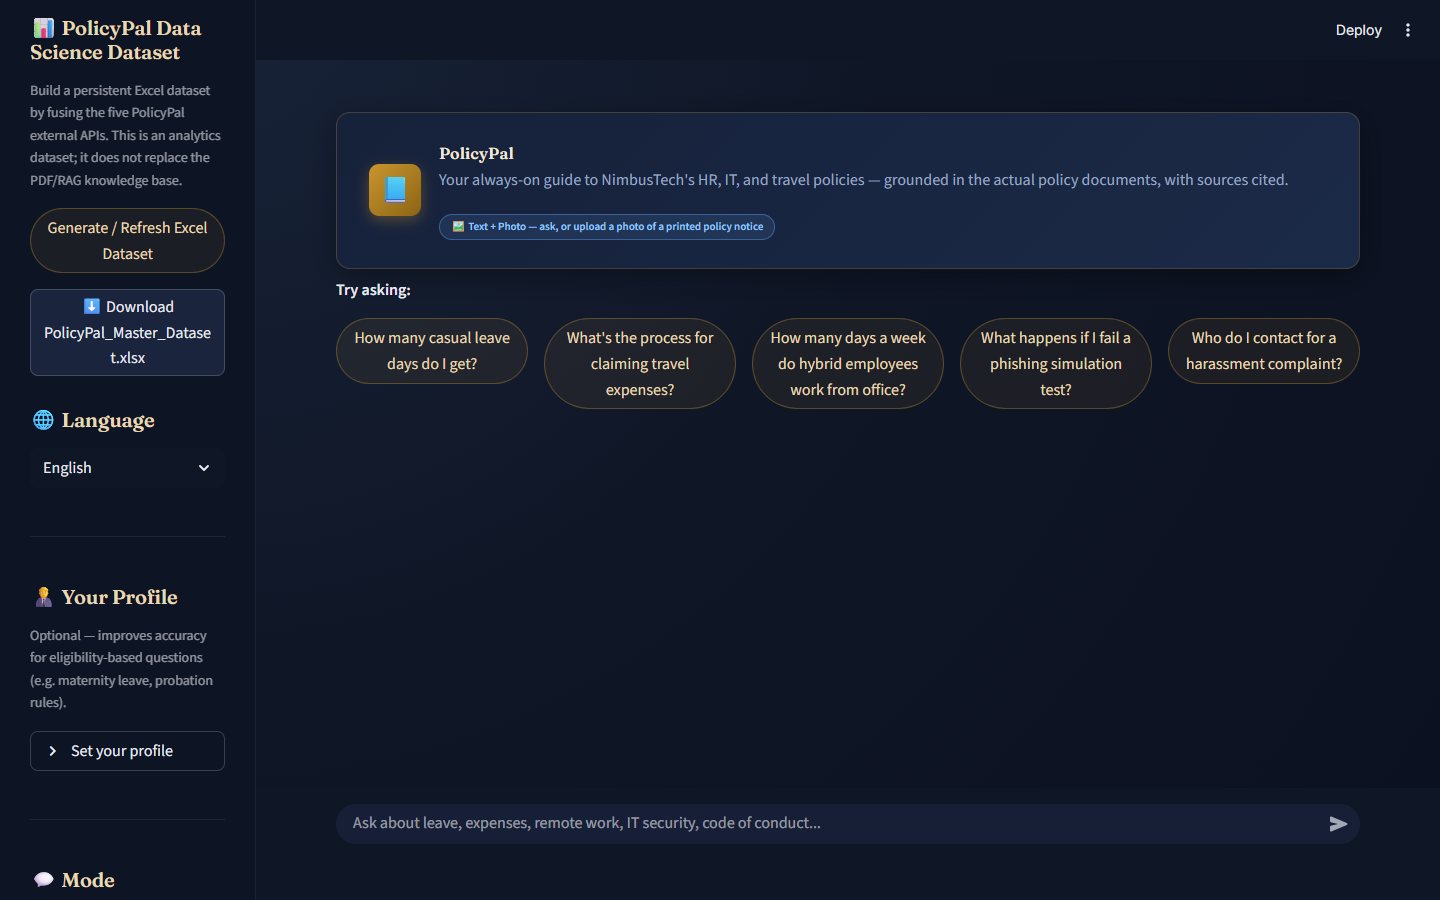 📊 PolicyPal Data
Science Dataset
Build a persistent Excel dataset
by fusing the five PolicyPal
external APIs. This is an analytics
dataset; it does not replace the
PDF/RAG knowledge base.
Generate / Refresh Excel
Dataset
⬇️ Download
PolicyPal_Master_Datase
t.xlsx
🌐 Language
English
Your Profile
Optional — improves accuracy
for eligibility-based questions
(e.g. maternity leave, probation
rules).
Set your profile
💬 Mode
Deploy
PolicyPal
Your always-on guide to NimbusTech's HR, IT, and travel policies — grounded in the actual policy documents, with sources cited.
🖼️ Text + Photo — ask, or upload a photo of a printed policy notice
Try asking:
How many casual leave
days do I get?
What's the process for
claiming travel
expenses?
How many days a week
do hybrid employees
work from office?
What happens if I fail a
phishing simulation
test?
Who do I contact for a
harassment complaint?
Ask about leave, expenses, remote work, IT security, code of conduct...